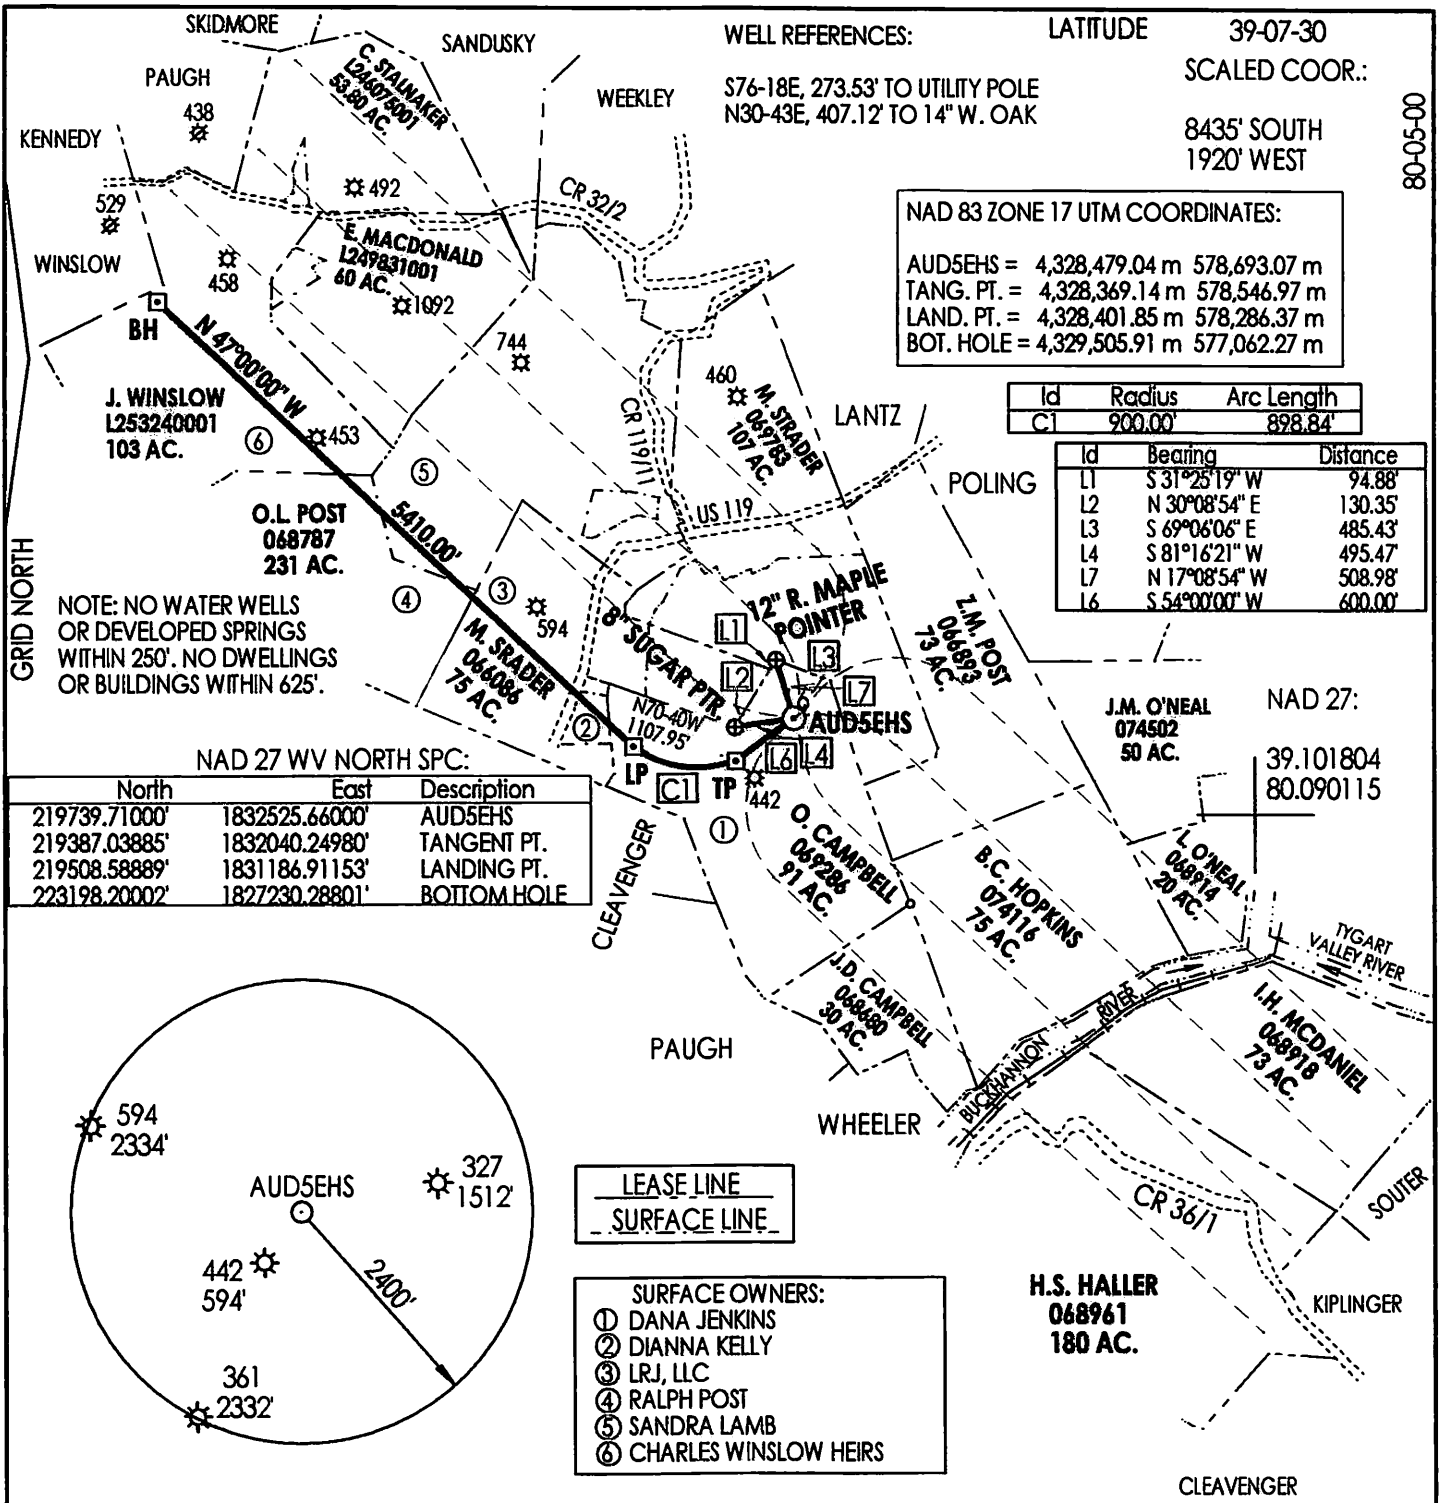 SKIDMORE
SANDUSKY
WELL REFERENCES:
LATITUDE 39-07-30
SCALED COOR.:
S76-18E, 273.53' TO UTILITY POLE
N30-43E, 407.12' TO 14" W. OAK
8435' SOUTH
1920' WEST
80-05-00
PAUGH
438
C. STALNAKER
L246075001
53.80 AC.
WEEKLEY
KENNEDY
492
CR 32/2
529
WINSLOW
458
E. MACDONALD
L249831001
60 AC.
1092
NAD 83 ZONE 17 UTM COORDINATES:
AUD5EHS = 4,328,479.04 m 578,693.07 m
TANG. PT. = 4,328,369.14 m 578,546.97 m
LAND. PT. = 4,328,401.85 m 578,286.37 m
BOT. HOLE = 4,329,505.91 m 577,062.27 m
BH
N 47°00'00" W
744
460
M. STRADER
069783
107 AC.
LANTZ
Id Radius Arc Length
C1 900.00' 898.84'
J. WINSLOW
L253240001
103 AC.
6
453
CR 119/11
5
Id Bearing Distance
L1 S 31°25'19" W 94.88'
L2 N 30°08'54" E 130.35'
L3 S 69°06'06" E 485.43'
L4 S 81°16'21" W 495.47'
L7 N 17°08'54" W 508.98'
L6 S 54°00'00" W 600.00'
POLING
US 119
O.L. POST
068787
231 AC.
5410.00'
GRID NORTH
NOTE: NO WATER WELLS
OR DEVELOPED SPRINGS
WITHIN 250'. NO DWELLINGS
OR BUILDINGS WITHIN 625'.
4
3
594
12" R. MAPLE
POINTER
8" SUGAR PTR.
L1
L2
L3
L7
Z.M. POST
066893
73 AC.
M. SRADER
066086
75 AC.
N70-40W
1107.95'
AUD5EHS
L6
L4
J.M. O'NEAL
074502
50 AC.
NAD 27:
39.101804
80.090115
2
LP
C1
TP
442
1
NAD 27 WV NORTH SPC:
North East Description
219739.71000' 1832525.66000' AUD5EHS
219387.03885' 1832040.24980' TANGENT PT.
219508.58889' 1831186.91153' LANDING PT.
223198.20002' 1827230.28801' BOTTOM HOLE
CLEAVENGER
O. CAMPBELL
069286
91 AC.
B.C. HOPKINS
074116
75 AC.
L. O'NEAL
068914
20 AC.
TYGART
VALLEY RIVER
J.D. CAMPBELL
068680
30 AC.
I.H. MCDANIEL
068918
73 AC.
BUCKHANNON
RIVER
PAUGH
WHEELER
SOUTER
CR 36/1
594
2334'
AUD5EHS
327
1512'
442
594'
2400'
361
2332'
LEASE LINE
SURFACE LINE
SURFACE OWNERS:
1 DANA JENKINS
2 DIANNA KELLY
3 LRJ, LLC
4 RALPH POST
5 SANDRA LAMB
6 CHARLES WINSLOW HEIRS
H.S. HALLER
068961
180 AC.
KIPLINGER
CLEAVENGER